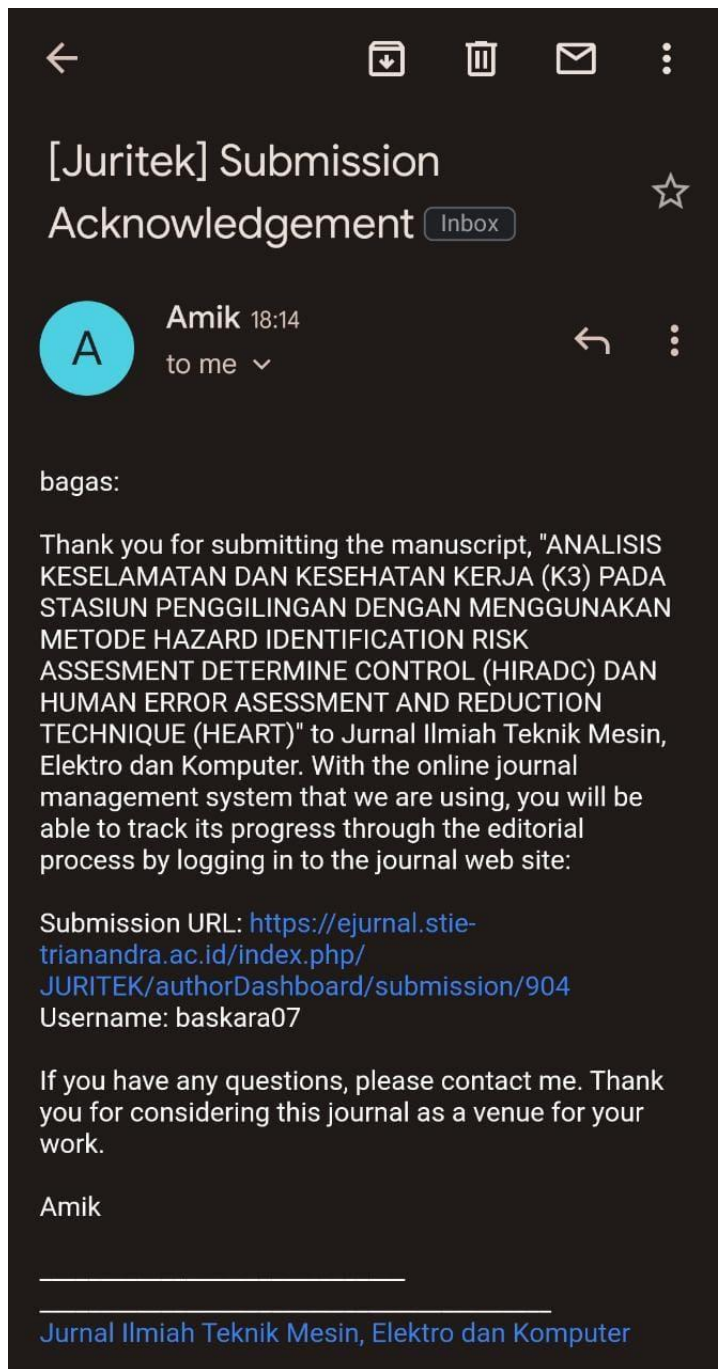 [Juritek] Submission
Acknowledgement Inbox
A
Amik 18:14
to me
bagas:
Thank you for submitting the manuscript, "ANALISIS
KESELAMATAN DAN KESEHATAN KERJA (K3) PADA
STASIUN PENGGILINGAN DENGAN MENGGUNAKAN
METODE HAZARD IDENTIFICATION RISK
ASSESMENT DETERMINE CONTROL (HIRADC) DAN
HUMAN ERROR ASESSMENT AND REDUCTION
TECHNIQUE (HEART)" to Jurnal Ilmiah Teknik Mesin,
Elektro dan Komputer. With the online journal
management system that we are using, you will be
able to track its progress through the editorial
process by logging in to the journal web site:
Submission URL: https://ejurnal.stie-
trianandra.ac.id/index.php/
JURITEK/authorDashboard/submission/904
Username: baskara07
If you have any questions, please contact me. Thank
you for considering this journal as a venue for your
work.
Amik
Jurnal Ilmiah Teknik Mesin, Elektro dan Komputer